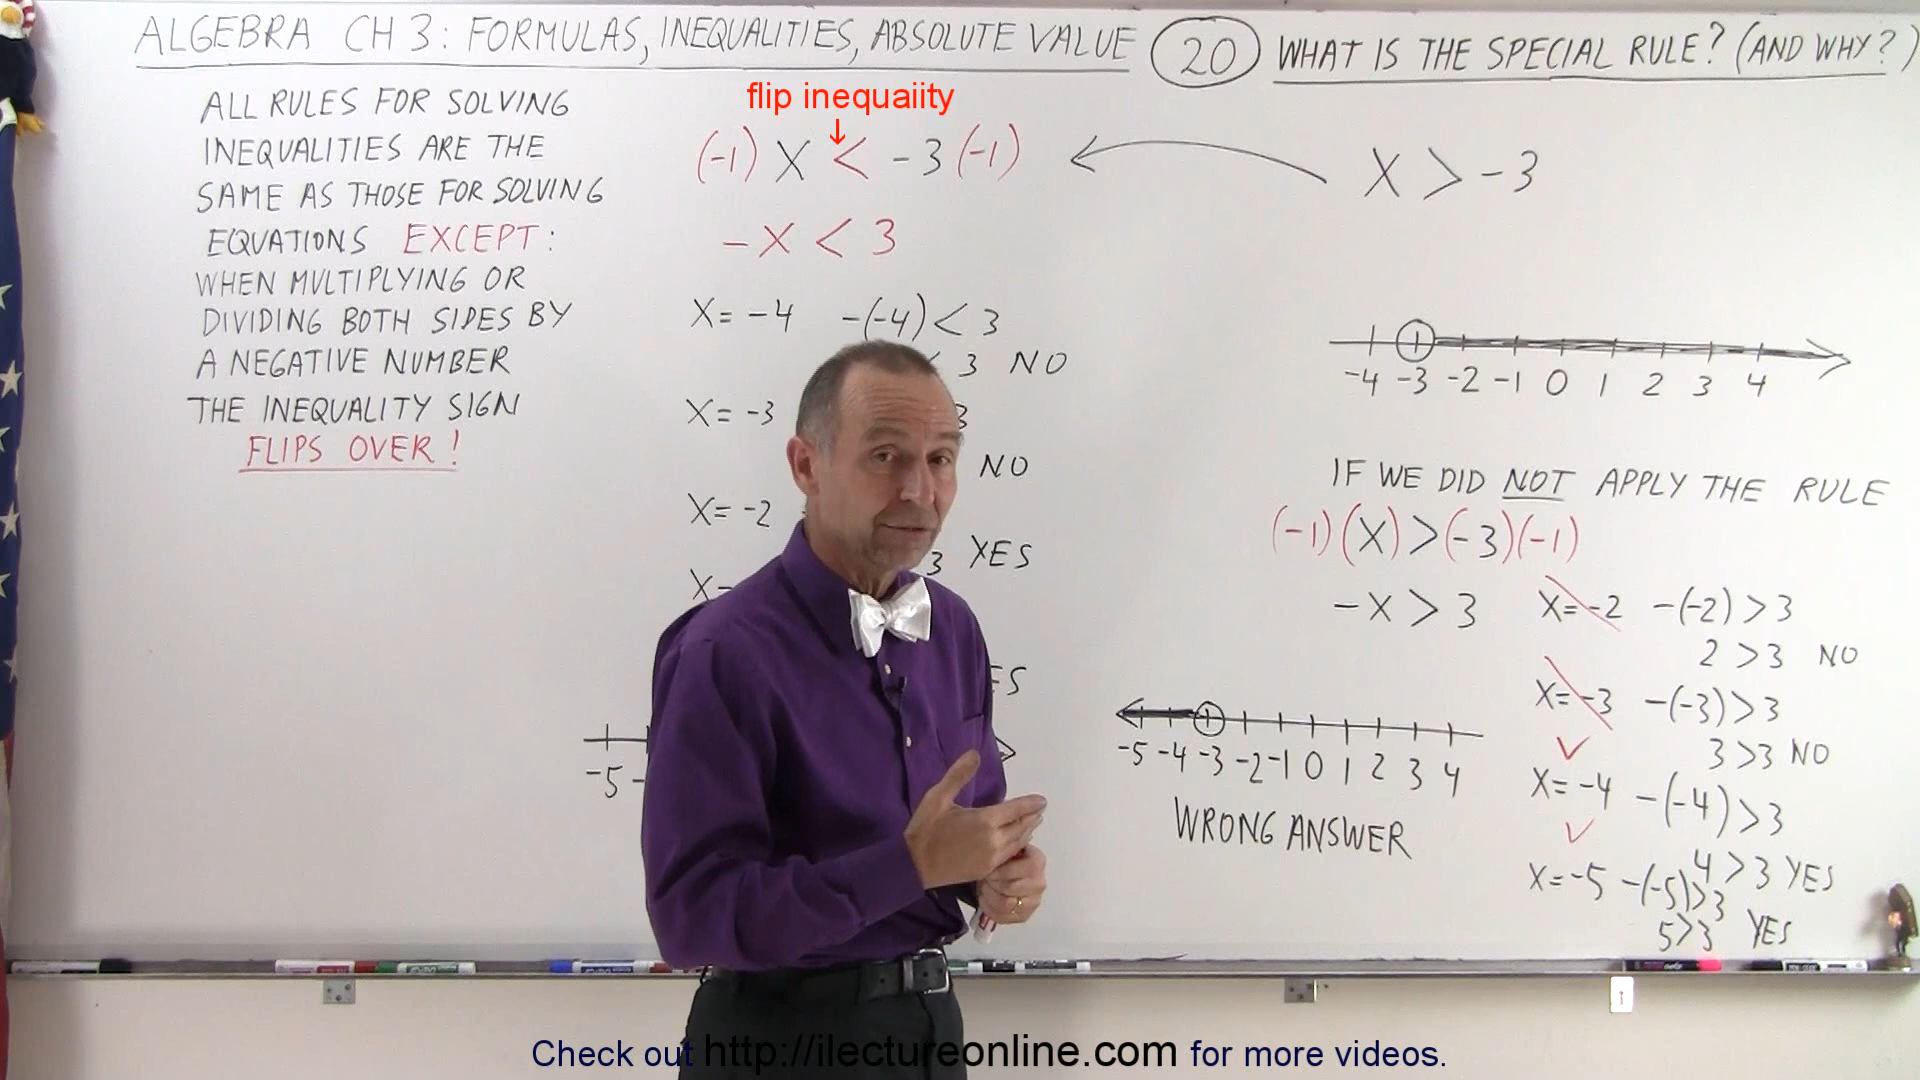 ALGEBRA CH 3: FORMULAS, INEQUALITIES, ABSOLUTE VALUE 20 WHAT IS THE SPECIAL RULE? (AND WHY?)
ALL RULES FOR SOLVING
INEQUALITIES ARE THE
SAME AS THOSE FOR SOLVING
EQUATIONS EXCEPT:
WHEN MULTIPLYING OR
DIVIDING BOTH SIDES BY
A NEGATIVE NUMBER
THE INEQUALITY SIGN
FLIPS OVER!
flip inequaiity
(-1) X < -3 (-1)
-X < 3
X = -4 -(-4) < 3
< 3 NO
X = -3 3
NO
X = -2
3 YES
X=
ES
-5
X > -3
-4 -3 -2 -1 0 1 2 3 4
IF WE DID NOT APPLY THE RULE
(-1)(X) > (-3)(-1)
-X > 3
X = -2 -(-2) > 3
2 > 3 NO
X = -3 -(-3) > 3
3 > 3 NO
X = -4 -(-4) > 3
4 > 3 YES
X = -5 -(-5) > 3
5 > 3 YES
-5 -4 -3 -2 -1 0 1 2 3 4
WRONG ANSWER
Check out http://ilectureonline.com for more videos.